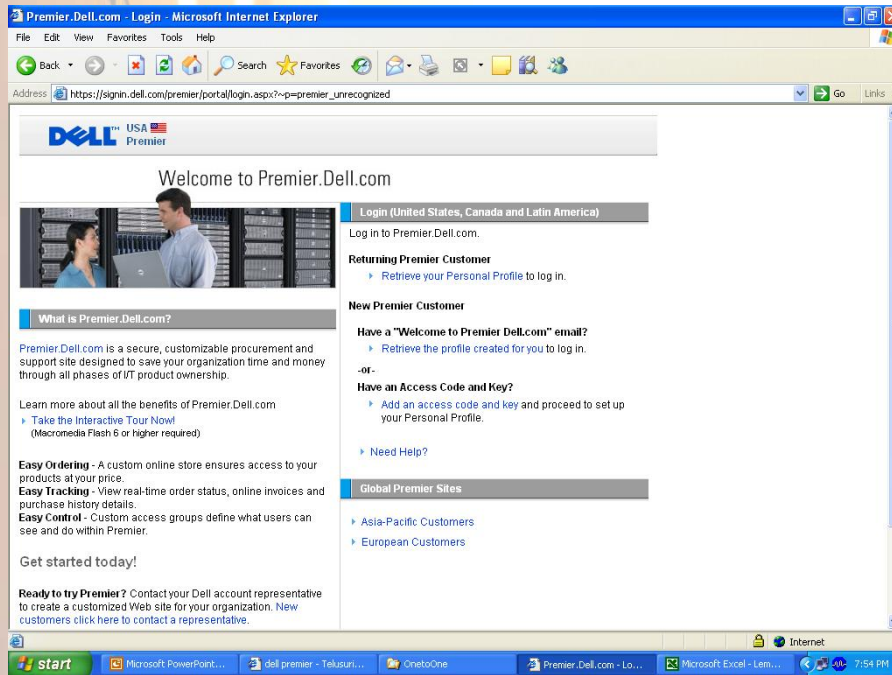 Premier.Dell.com - Login - Microsoft Internet Explorer
File Edit View Favorites Tools Help
Back Search Favorites
Address https://signin.dell.com/premier/portal/login.aspx?~p=premier_unrecognized Go Links
DELL™ USA
Premier
Welcome to Premier.Dell.com
What is Premier.Dell.com?
Premier.Dell.com is a secure, customizable procurement and
support site designed to save your organization time and money
through all phases of I/T product ownership.
Learn more about all the benefits of Premier.Dell.com
Take the Interactive Tour Now!
(Macromedia Flash 6 or higher required)
Easy Ordering - A custom online store ensures access to your
products at your price.
Easy Tracking - View real-time order status, online invoices and
purchase history details.
Easy Control - Custom access groups define what users can
see and do within Premier.
Get started today!
Ready to try Premier? Contact your Dell account representative
to create a customized Web site for your organization. New
customers click here to contact a representative.
Login (United States, Canada and Latin America)
Log in to Premier.Dell.com.
Returning Premier Customer
Retrieve your Personal Profile to log in.
New Premier Customer
Have a "Welcome to Premier Dell.com" email?
Retrieve the profile created for you to log in.
-or-
Have an Access Code and Key?
Add an access code and key and proceed to set up
your Personal Profile.
Need Help?
Global Premier Sites
Asia-Pacific Customers
European Customers
Internet
start Microsoft PowerPoint... dell premier - Telusuri... OnetoOne Premier.Dell.com - Lo... Microsoft Excel - Lem... 7:54 PM